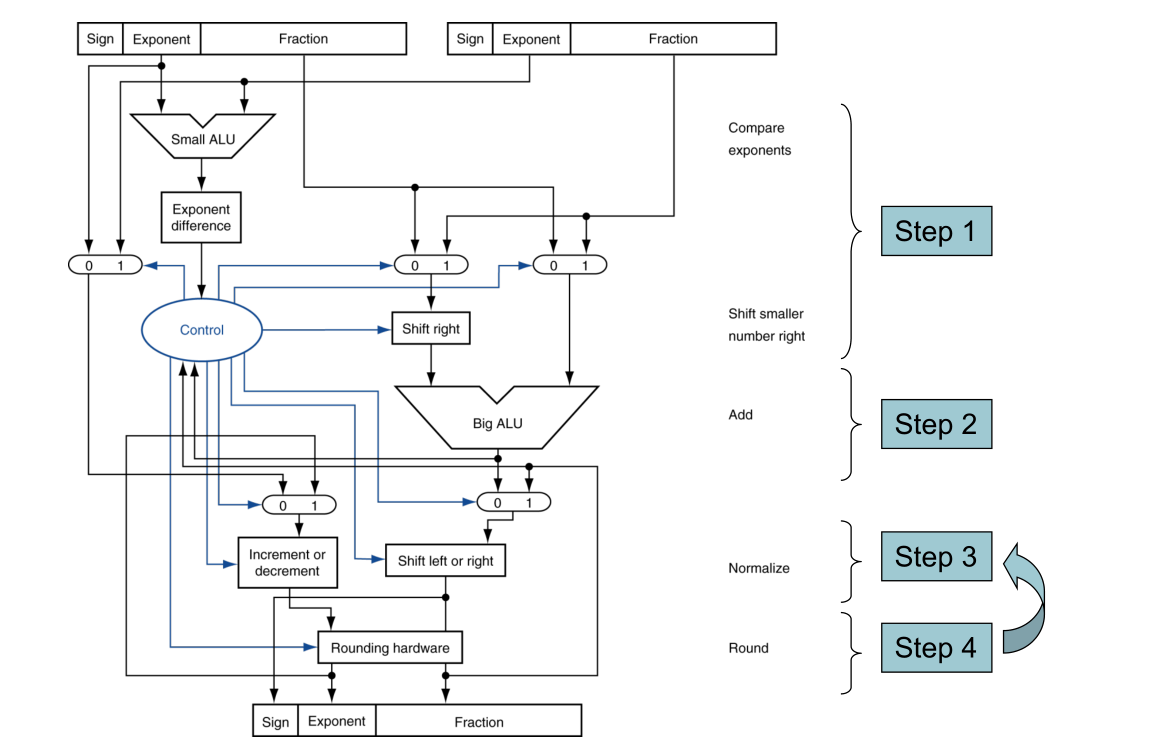 Sign Exponent Fraction
Sign Exponent Fraction
Small ALU
Compare
exponents
Exponent
difference
Step 1
0 1
0 1
0 1
Control
Shift right
Shift smaller
number right
Big ALU
Add
Step 2
0 1
0 1
Increment or
decrement
Shift left or right
Normalize
Step 3
Rounding hardware
Round
Step 4
Sign Exponent Fraction